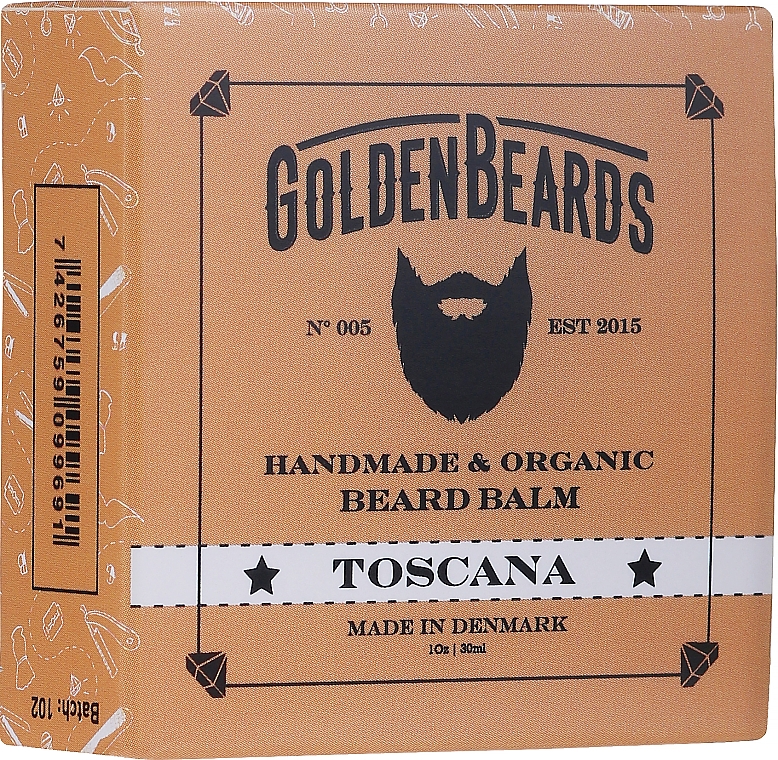 GOLDENBEARDS
N° 005
EST 2015
HANDMADE & ORGANIC
BEARD BALM
TOSCANA
MADE IN DENMARK
1Oz | 30ml
7 426759 099691
Batch: 102